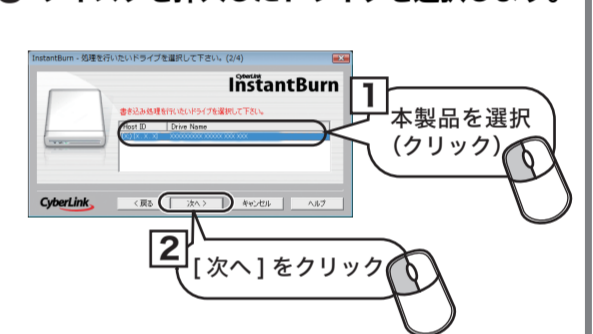 InstantBurn - 処理を行いたいドライブを選択して下さい。(2/4)
CyberLink
InstantBurn
書き込み処理を行いたいドライブを選択して下さい。
Host ID Drive Name
XXXXXXXXX XXXXX XXX XXX
1
本製品を選択
(クリック)
CyberLink
< 戻る
次へ >
キャンセル
ヘルプ
2
[ 次へ ] をクリック